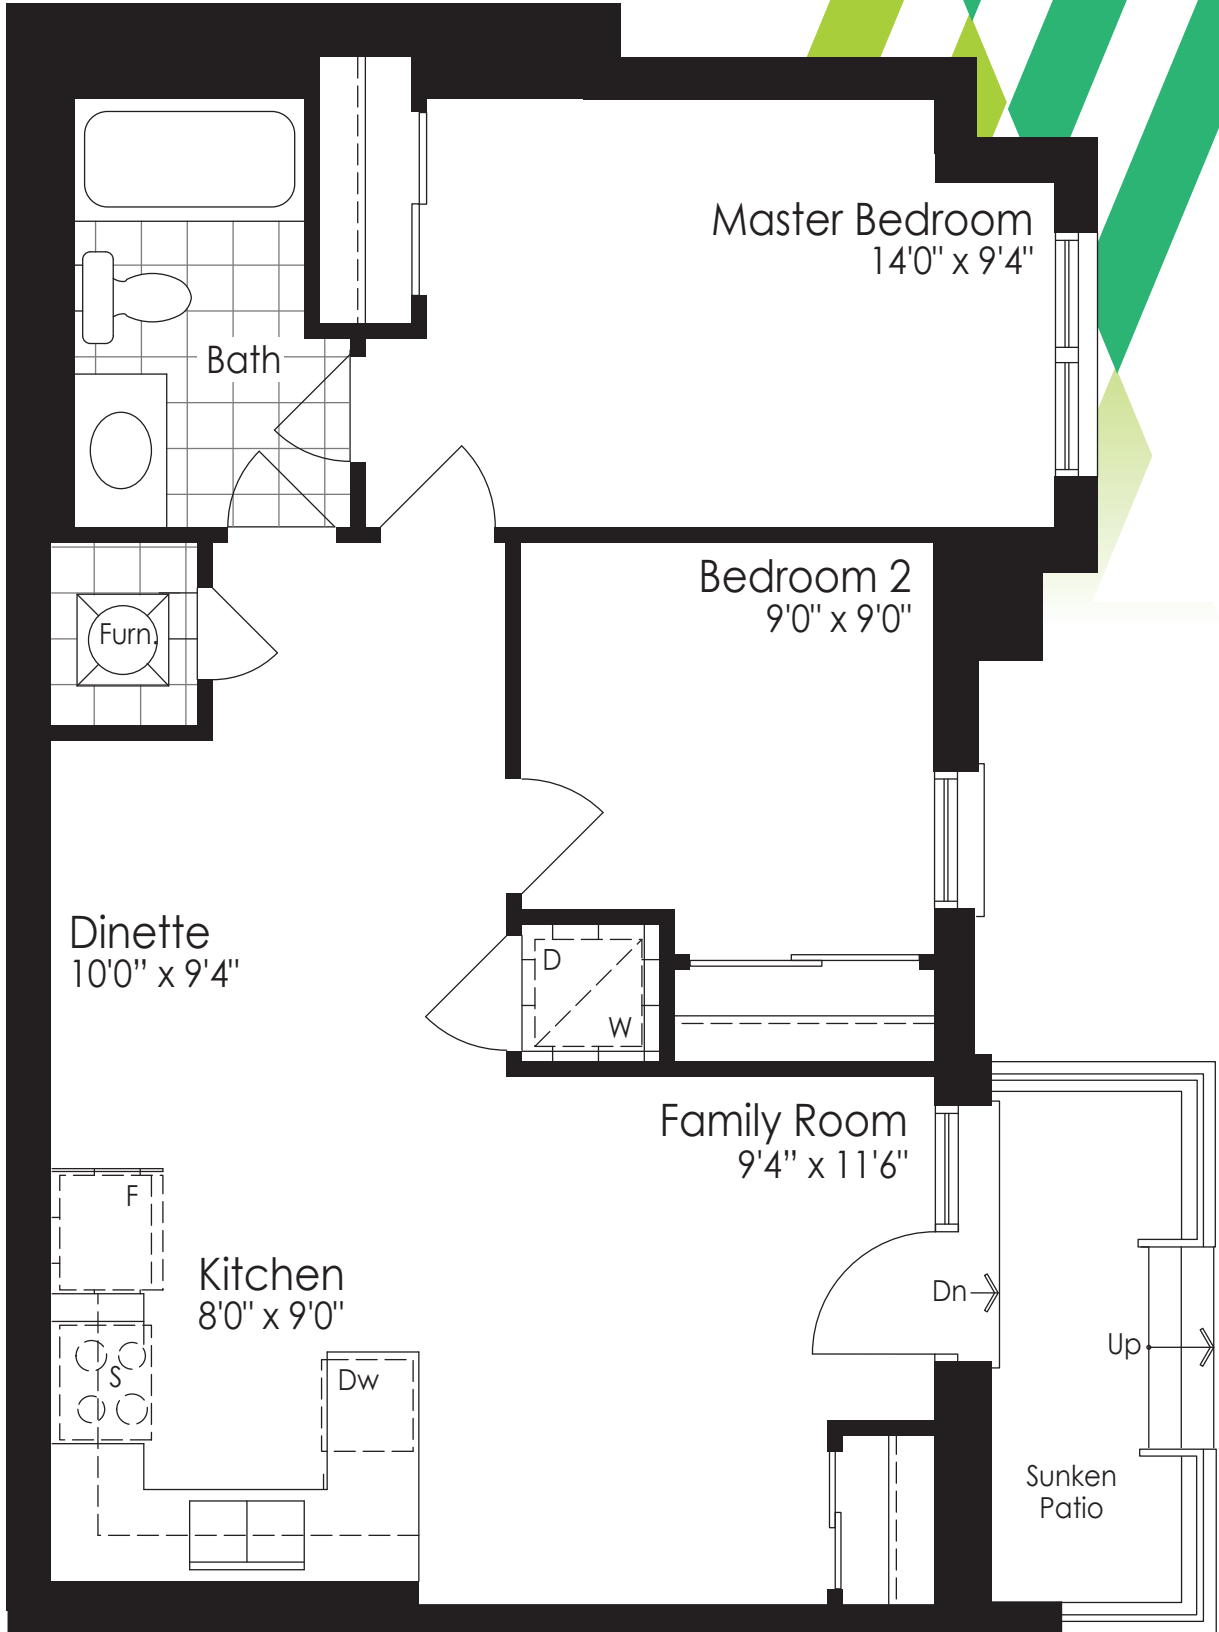 Master Bedroom
14'0" x 9'4"
Bath
Bedroom 2
9'0" x 9'0"
Furn.
Dinette
10'0” x 9'4"
D
W
Family Room
9'4” x 11'6"
F
Kitchen
8'0" x 9'0"
Dn
Up
S
Dw
Sunken
Patio